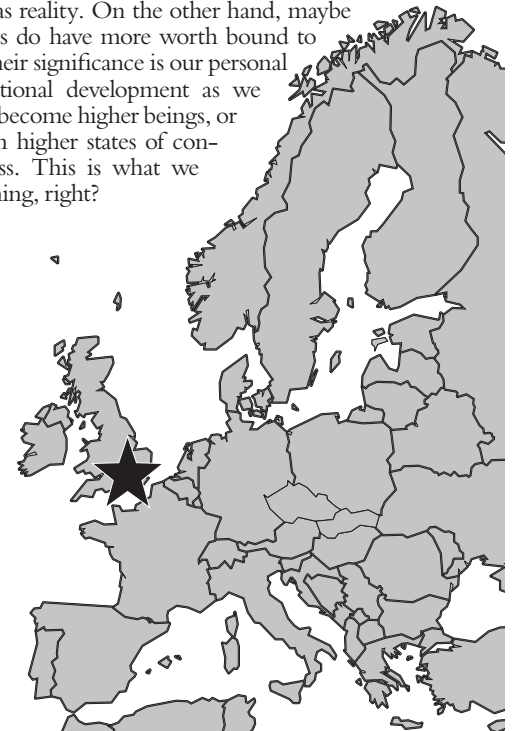 as reality. On the other hand, maybe
s do have more worth bound to
heir significance is our personal
tional development as we
become higher beings, or
n higher states of con-
ss. This is what we
ning, right?